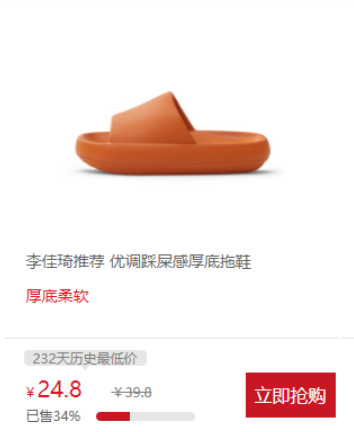 李佳琦推荐 优调踩屎感厚底拖鞋
厚底柔软
232天历史最低价
¥24.8 ¥39.8
已售34%
立即抢购